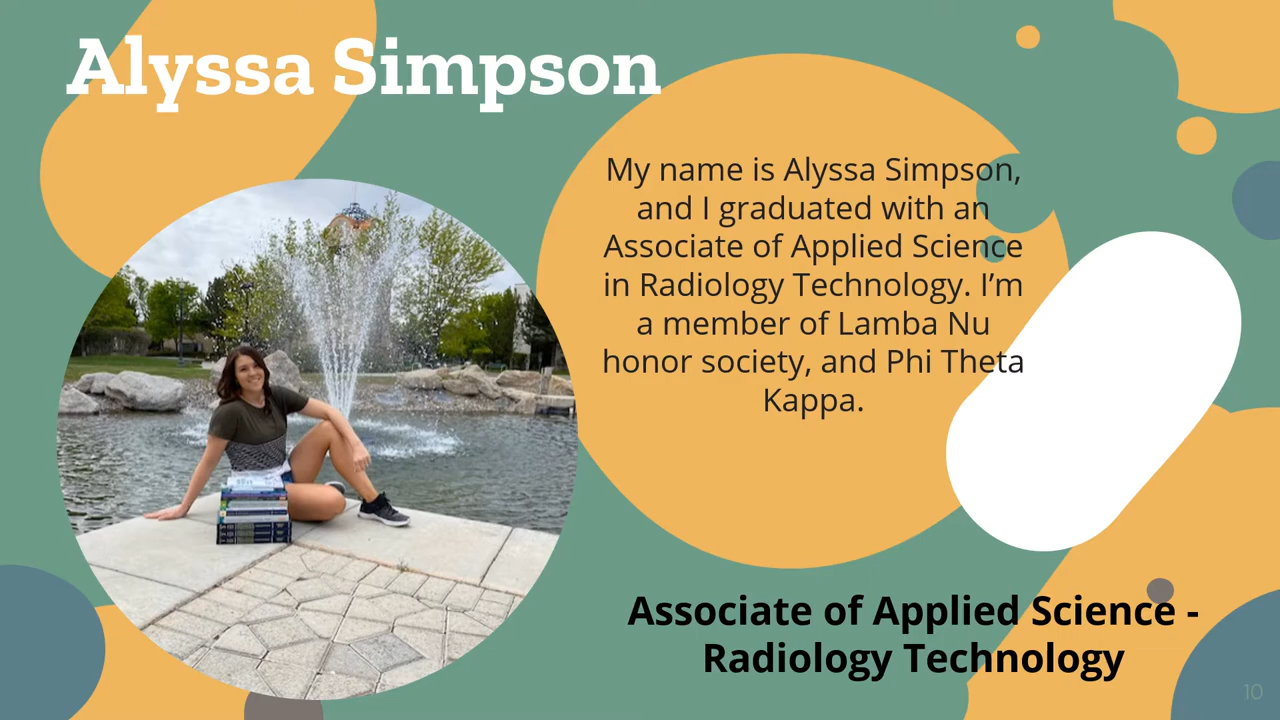 Alyssa Simpson
My name is Alyssa Simpson,
and I graduated with an
Associate of Applied Science
in Radiology Technology. I’m
a member of Lamba Nu
honor society, and Phi Theta
Kappa.
Associate of Applied Science -
Radiology Technology
10